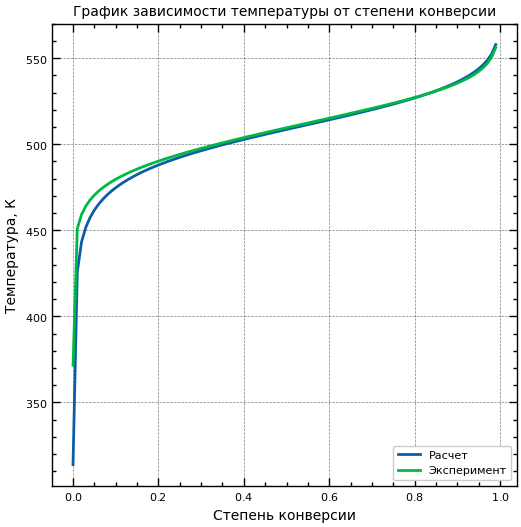 График зависимости температуры от степени конверсии
Температура, К
550
500
450
400
350
0.0 0.2 0.4 0.6 0.8 1.0
Степень конверсии
Расчет
Эксперимент